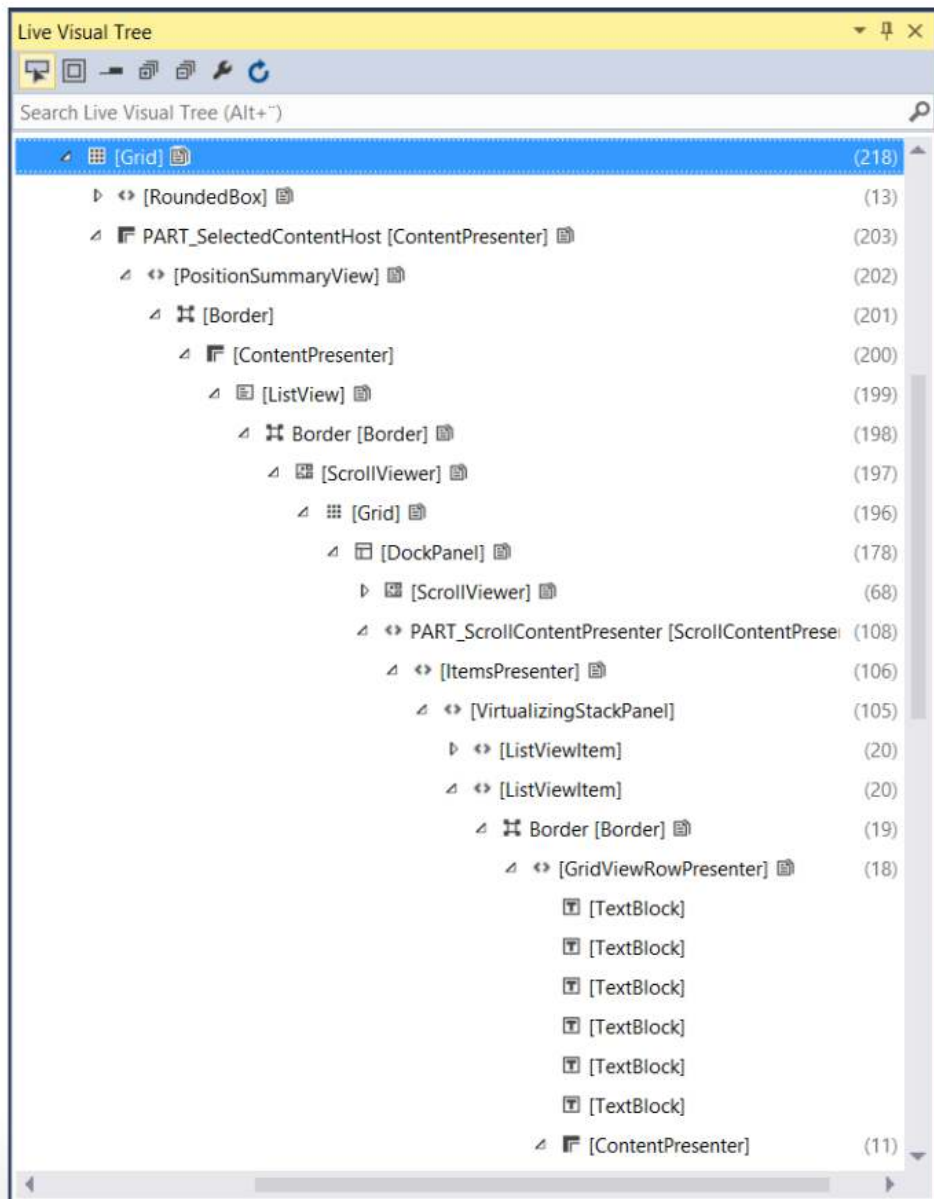 Live Visual Tree
Search Live Visual Tree (Alt+¨)
[Grid] (218)
[RoundedBox] (13)
PART_SelectedContentHost [ContentPresenter] (203)
[PositionSummaryView] (202)
[Border] (201)
[ContentPresenter] (200)
[ListView] (199)
Border [Border] (198)
[ScrollViewer] (197)
[Grid] (196)
[DockPanel] (178)
[ScrollViewer] (68)
PART_ScrollContentPresenter [ScrollContentPrese (108)
[ItemsPresenter] (106)
[VirtualizingStackPanel] (105)
[ListViewItem] (20)
[ListViewItem] (20)
Border [Border] (19)
[GridViewRowPresenter] (18)
[TextBlock]
[TextBlock]
[TextBlock]
[TextBlock]
[TextBlock]
[TextBlock]
[ContentPresenter] (11)